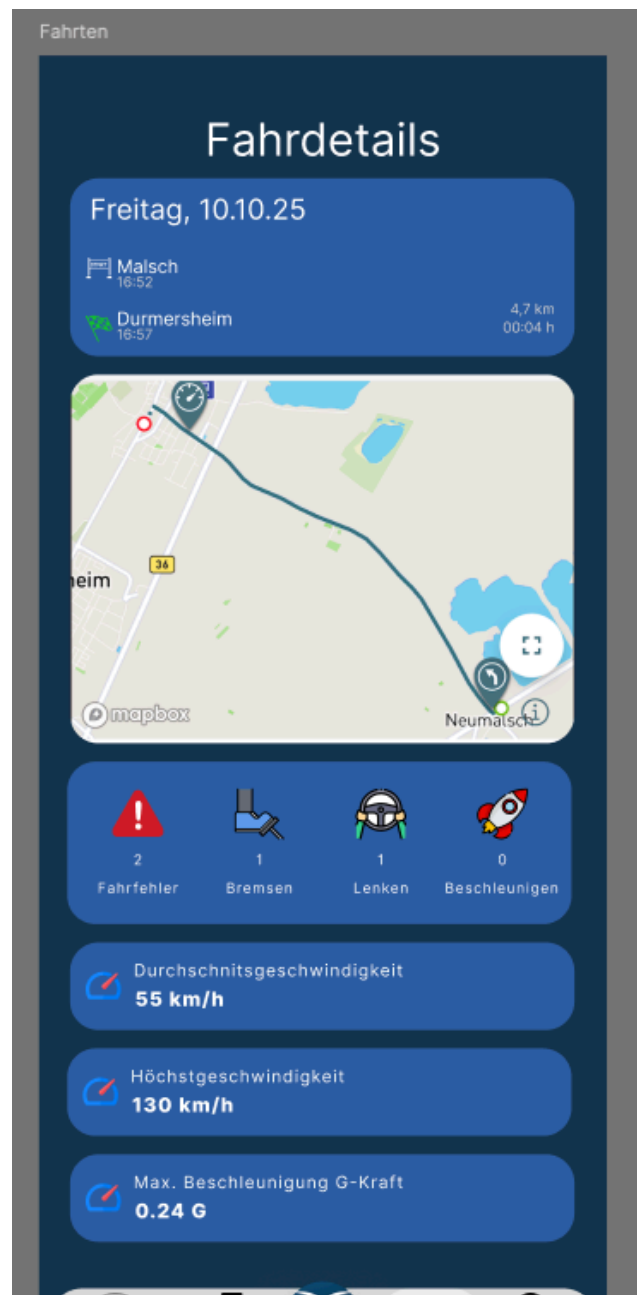 Fahrten
Fahrdetails
Freitag, 10.10.25
Malsch
16:52
Durmersheim
16:57
4,7 km
00:04 h
36
heim
mapbox
Neumalsch
2
1
1
0
Fahrfehler
Bremsen
Lenken
Beschleunigen
Durchschnitsgeschwindigkeit
55 km/h
Höchstgeschwindigkeit
130 km/h
Max. Beschleunigung G-Kraft
0.24 G